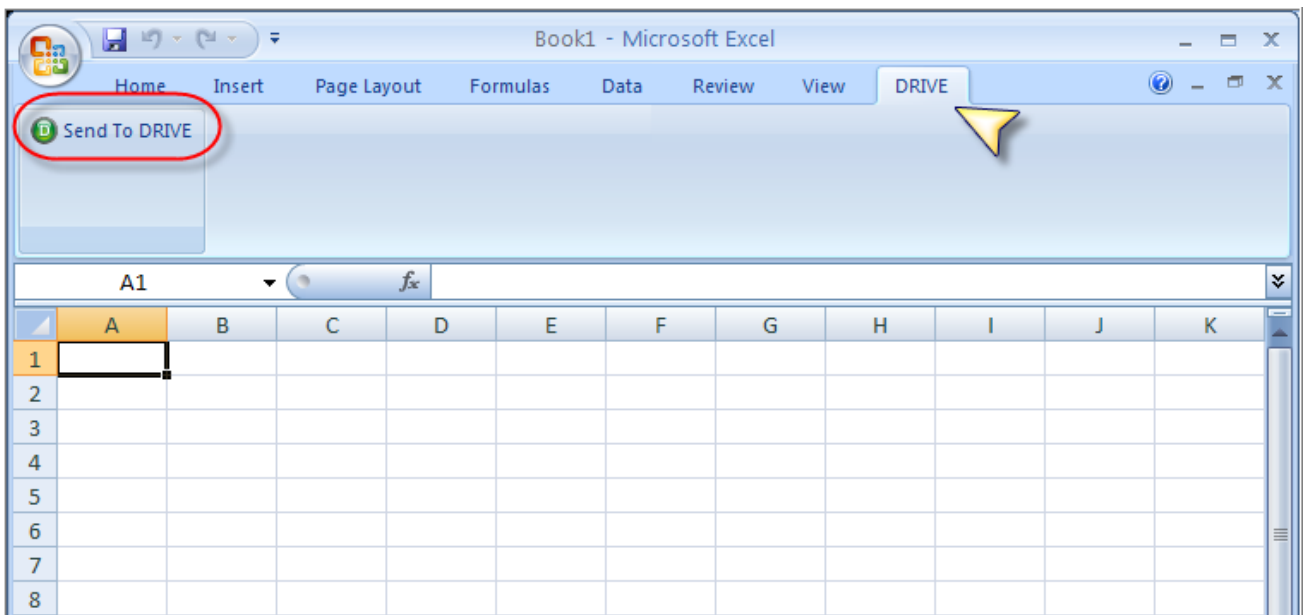 Book1 - Microsoft Excel
Home Insert Page Layout Formulas Data Review View DRIVE
D Send To DRIVE
A1 fx
A B C D E F G H I J K
1
2
3
4
5
6
7
8